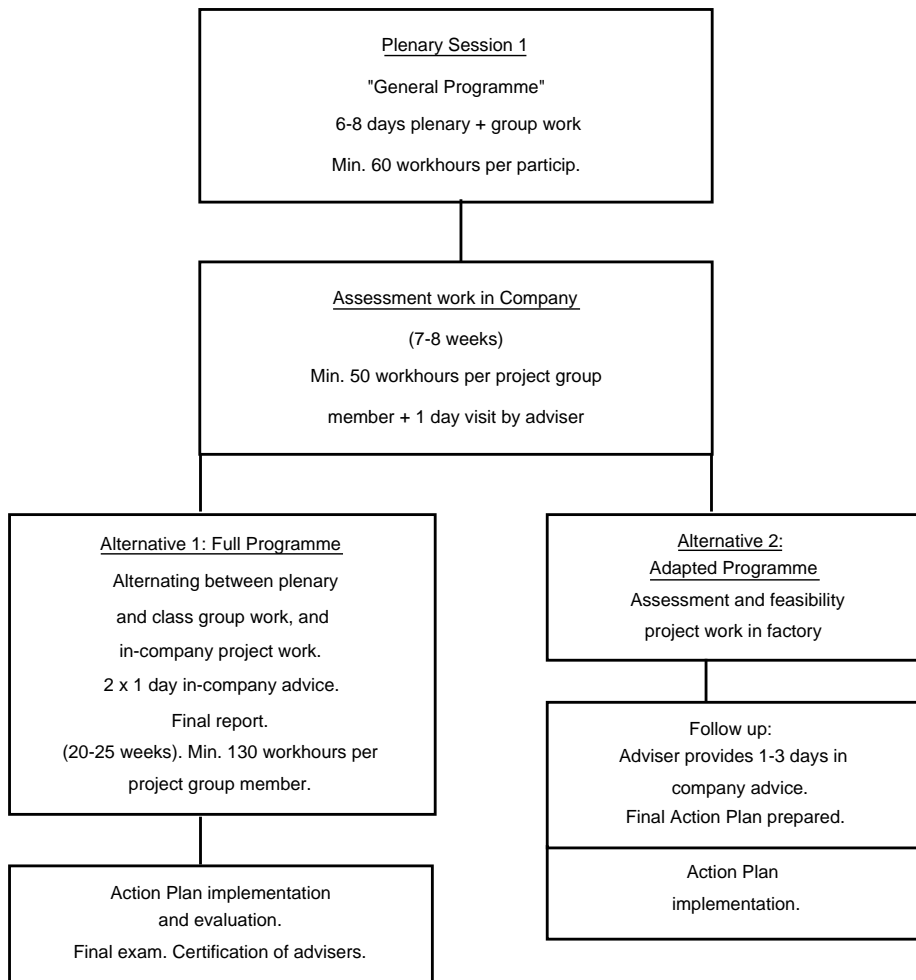 Plenary Session 1
"General Programme"
6-8 days plenary + group work
Min. 60 workhours per particip.
Assessment work in Company
(7-8 weeks)
Min. 50 workhours per project group
member + 1 day visit by adviser
Alternative 1: Full Programme
Alternating between plenary
and class group work, and
in-company project work.
2 x 1 day in-company advice.
Final report.
(20-25 weeks). Min. 130 workhours per
project group member.
Action Plan implementation
and evaluation.
Final exam. Certification of advisers.
Alternative 2:
Adapted Programme
Assessment and feasibility
project work in factory
Follow up:
Adviser provides 1-3 days in
company advice.
Final Action Plan prepared.
Action Plan
implementation.